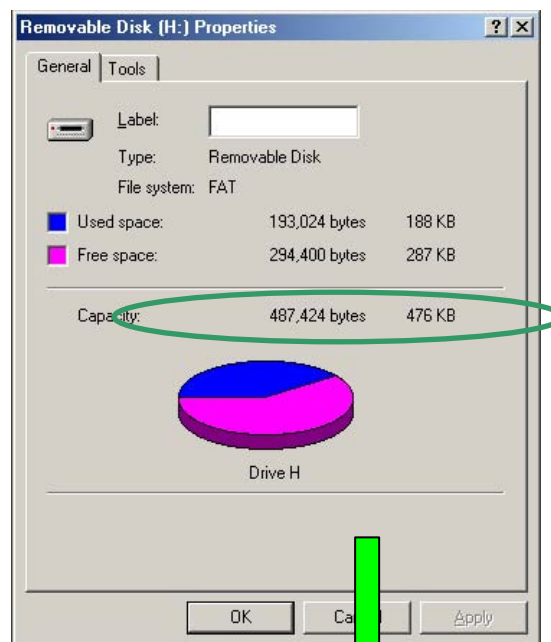 Removable Disk (H:) Properties
General Tools
Label:
Type: Removable Disk
File system: FAT
Used space: 193,024 bytes 188 KB
Free space: 294,400 bytes 287 KB
Capacity: 487,424 bytes 476 KB
Drive H
OK Apply